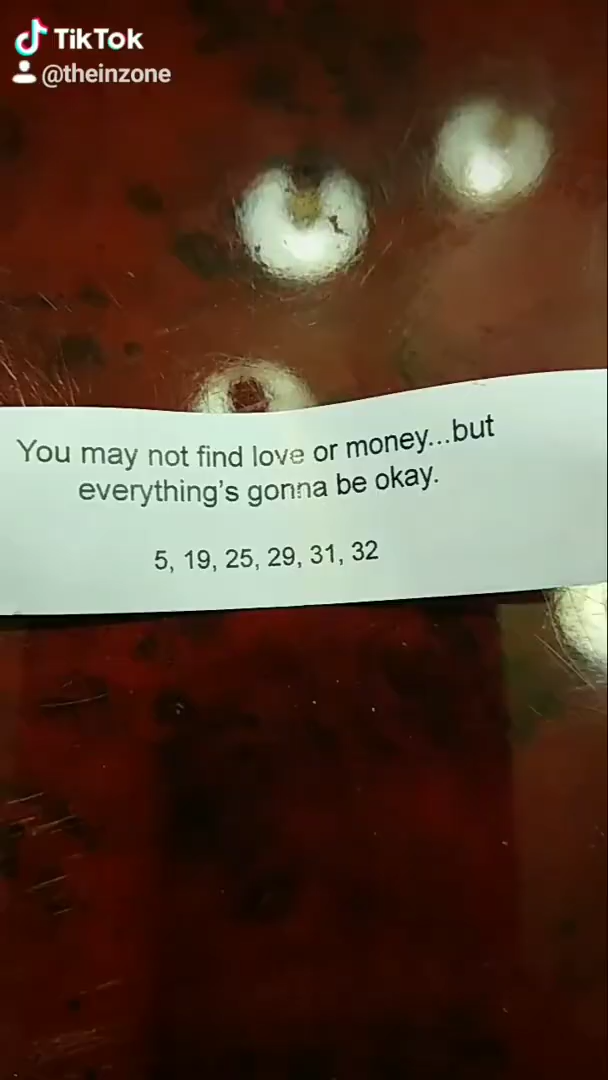 TikTok
@theinzone
You may not find love or money...but
everything's gonna be okay.
5, 19, 25, 29, 31, 32